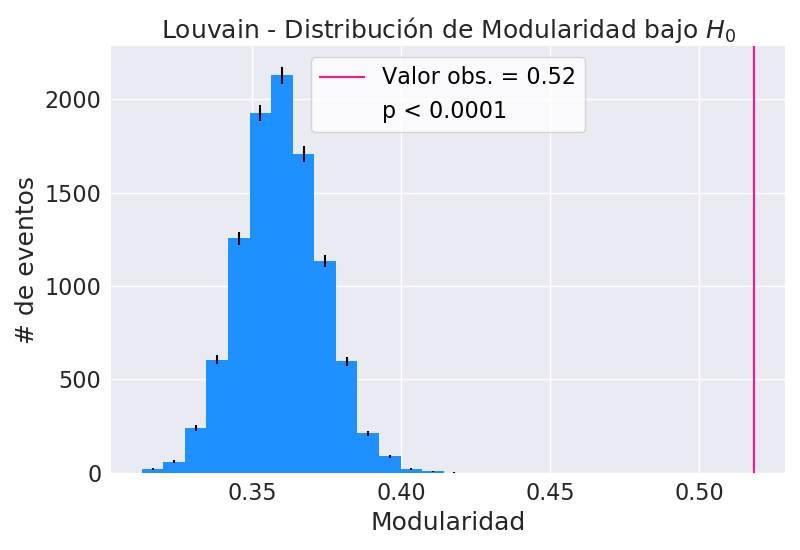 Louvain - Distribución de Modularidad bajo $H_0$
Valor obs. = 0.52
p < 0.0001
# de eventos
2000
1500
1000
500
0
0.35 0.40 0.45 0.50
Modularidad